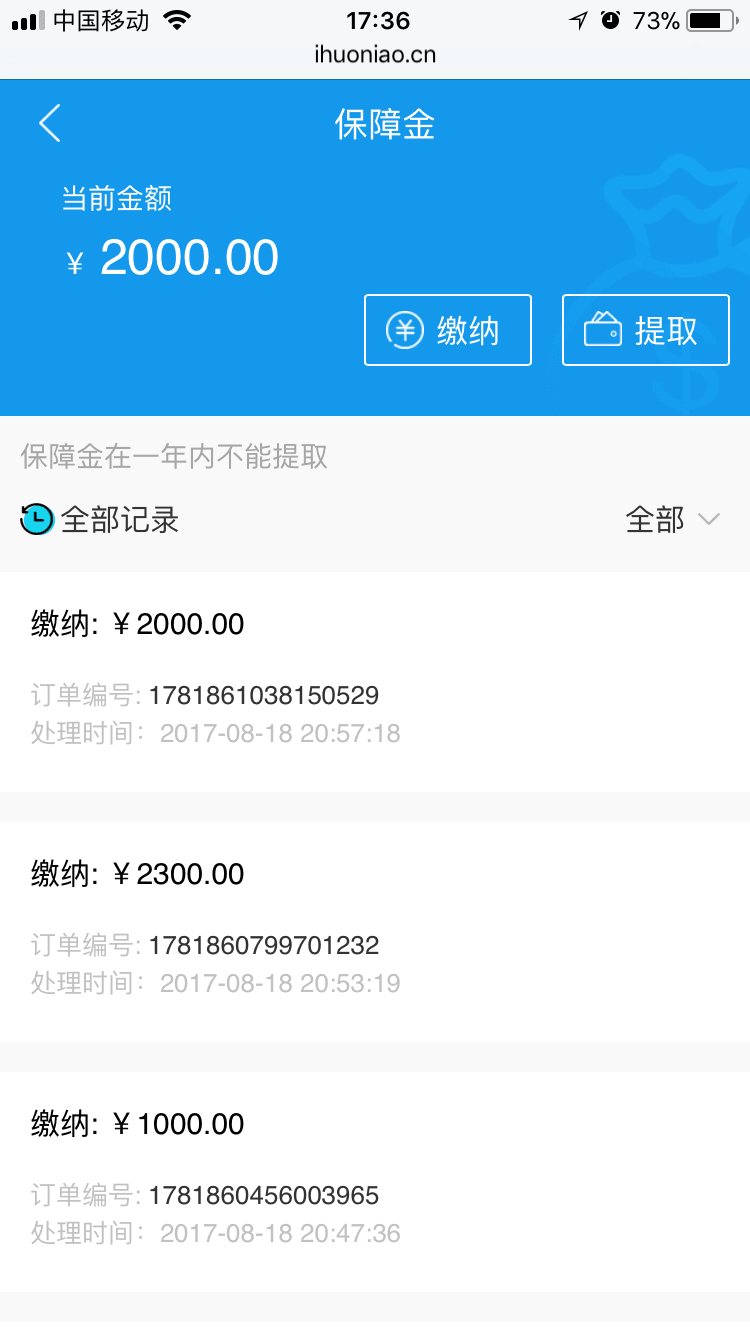 中国移动 17:36 73%
ihuoniao.cn
保障金
当前金额
¥ 2000.00
缴纳 提取
保障金在一年内不能提取
全部记录 全部
缴纳: ¥2000.00
订单编号: 1781861038150529
处理时间: 2017-08-18 20:57:18
缴纳: ¥2300.00
订单编号: 1781860799701232
处理时间: 2017-08-18 20:53:19
缴纳: ¥1000.00
订单编号: 1781860456003965
处理时间: 2017-08-18 20:47:36